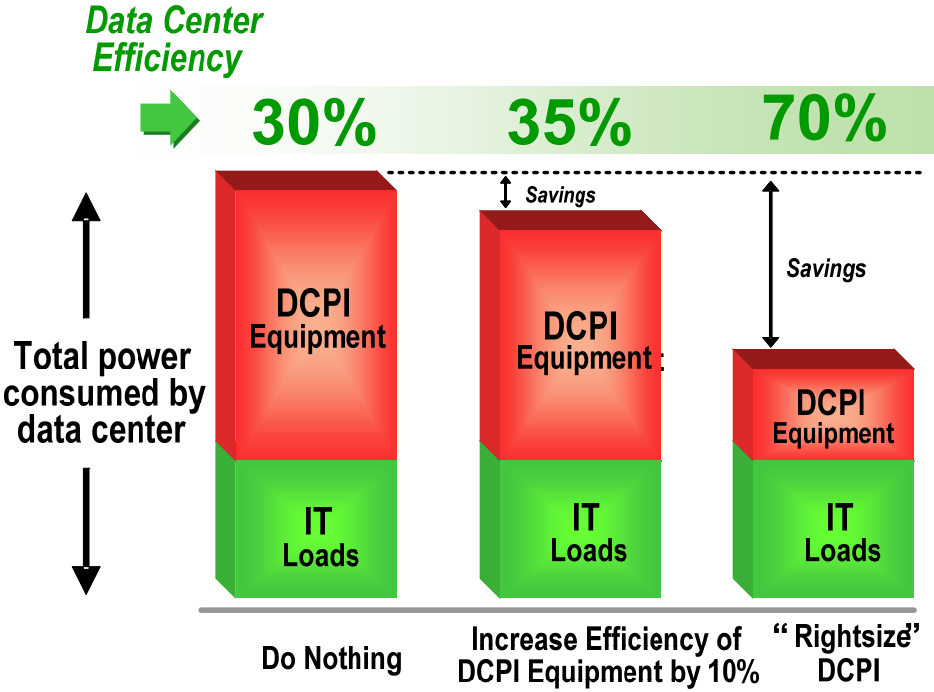 Data Center
Efficiency
30%
35%
70%
Savings
Savings
Total power
consumed by
data center
DCPI
Equipment
IT
Loads
DCPI
Equipment:
IT
Loads
DCPI
Equipment
IT
Loads
Do Nothing
Increase Efficiency of
DCPI Equipment by 10%
“ Rightsize”
DCPI